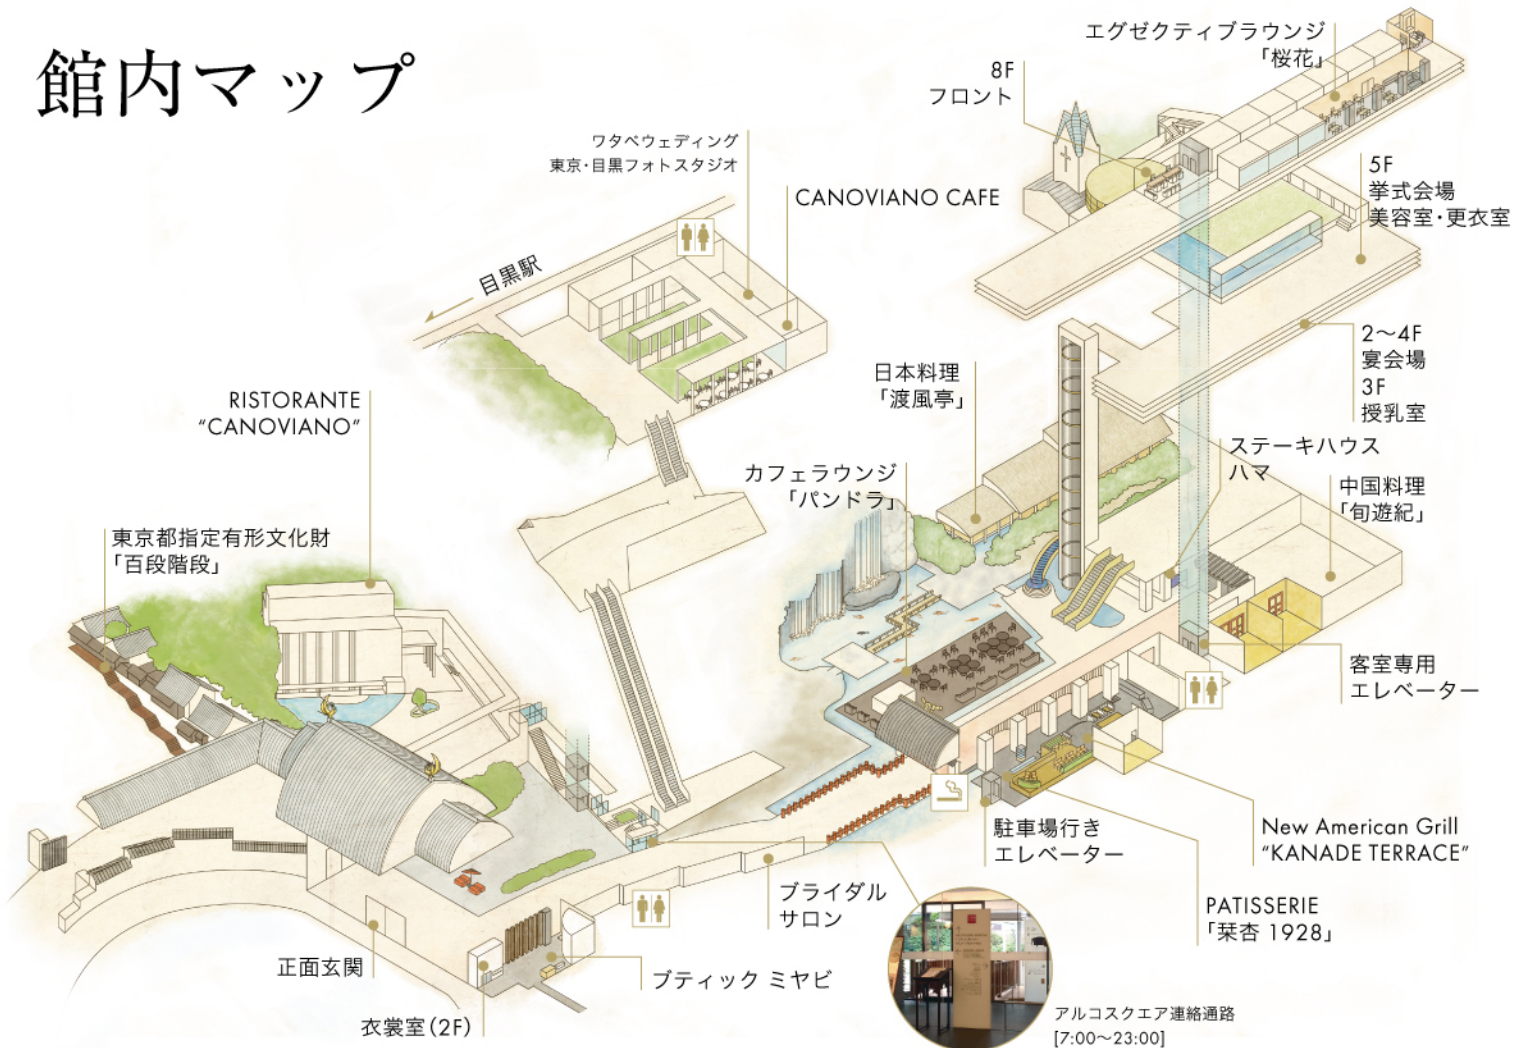 館内マップ
エグゼクティブラウンジ
「桜花」
8F
フロント
ワタベウェディング
東京・目黒フォトスタジオ
CANOVIANO CAFE
5F
挙式会場
美容室・更衣室
目黒駅
2～4F
宴会場
3F
授乳室
日本料理
「渡風亭」
RISTORANTE
“CANOVIANO”
ステーキハウス
ハマ
カフェラウンジ
「パンドラ」
中国料理
「旬遊紀」
東京都指定有形文化財
「百段階段」
客室専用
エレベーター
駐車場行き
エレベーター
New American Grill
“KANADE TERRACE”
ブライダル
サロン
PATISSERIE
「栞杏 1928」
正面玄関
ブティック ミヤビ
衣裳室(2F)
アルコスクエア連絡通路
[7:00～23:00]